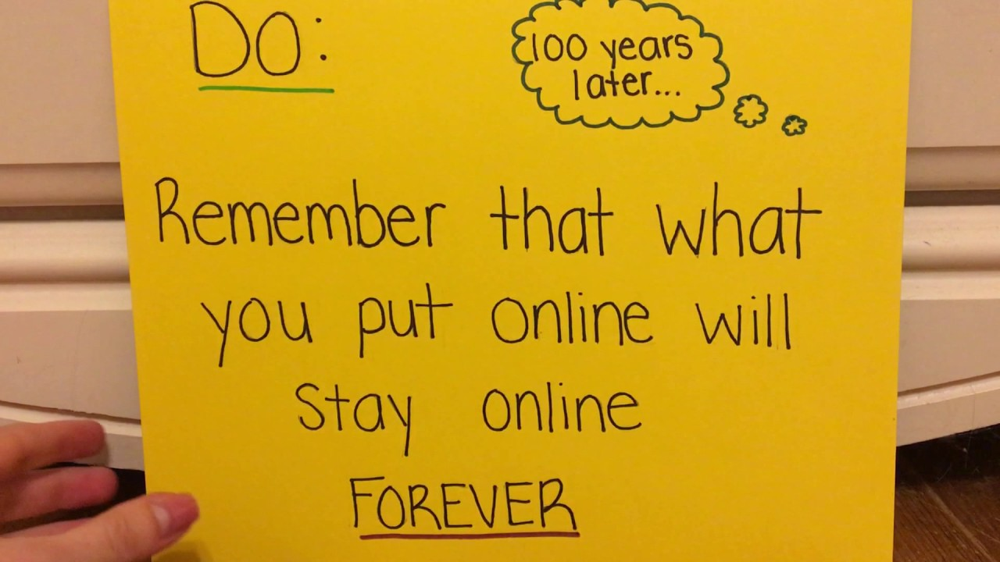 Do:
100 years
later...
Remember that what
you put online will
stay online
FOREVER